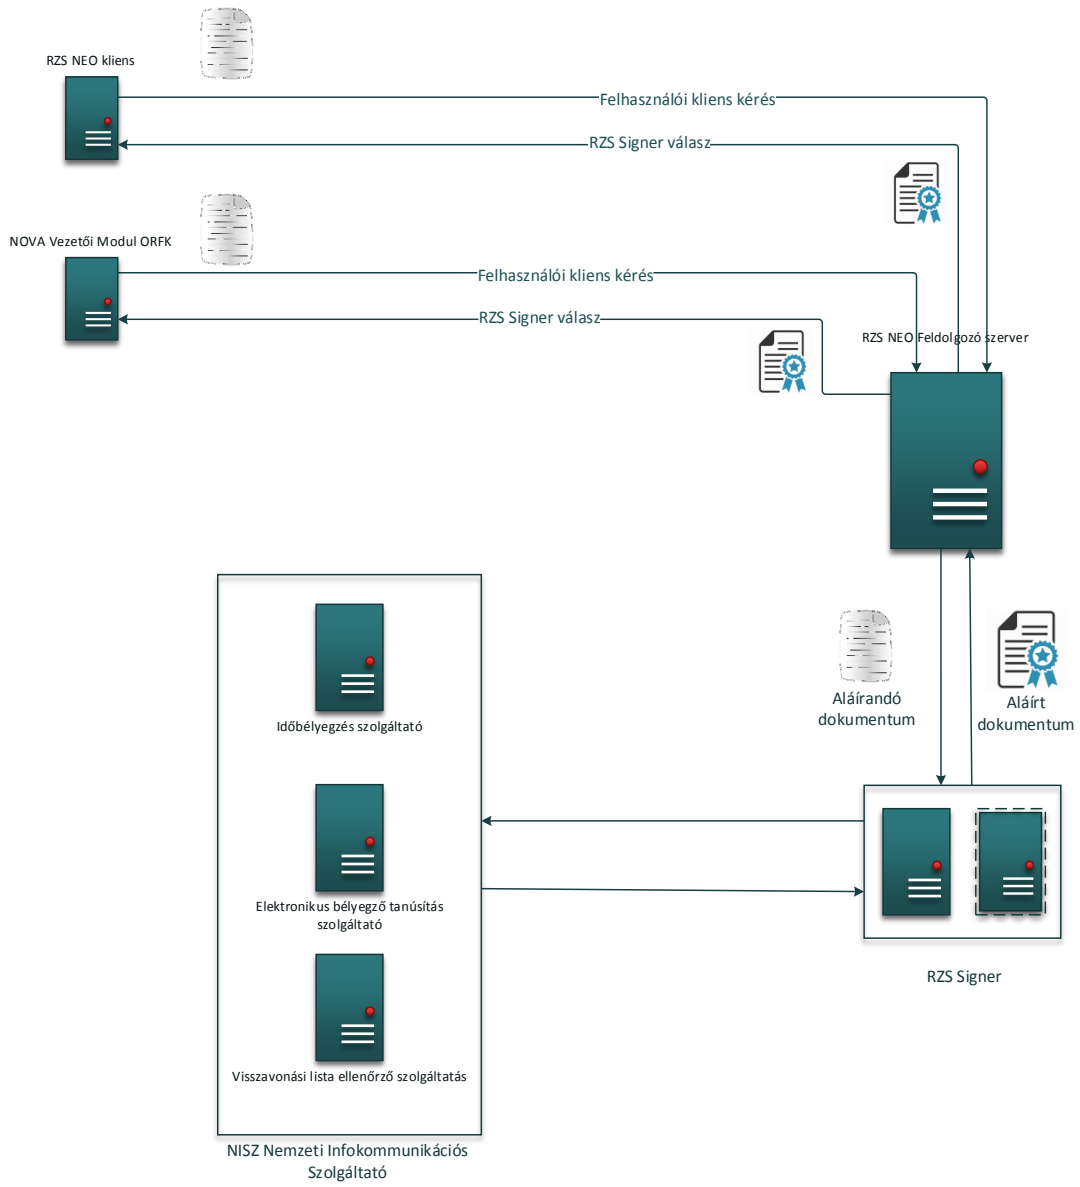 RZS NEO kliens
Felhasználói kliens kérés
RZS Signer válasz
NOVA Vezetői Modul ORFK
Felhasználói kliens kérés
RZS Signer válasz
RZS NEO Feldolgozó szerver
Aláírandó
dokumentum
Aláírt
dokumentum
Időbélyegzés szolgáltató
Elektronikus bélyegző tanúsítás
szolgáltató
RZS Signer
Visszavonási lista ellenőrző szolgáltatás
NISZ Nemzeti Infokommunikációs
Szolgáltató